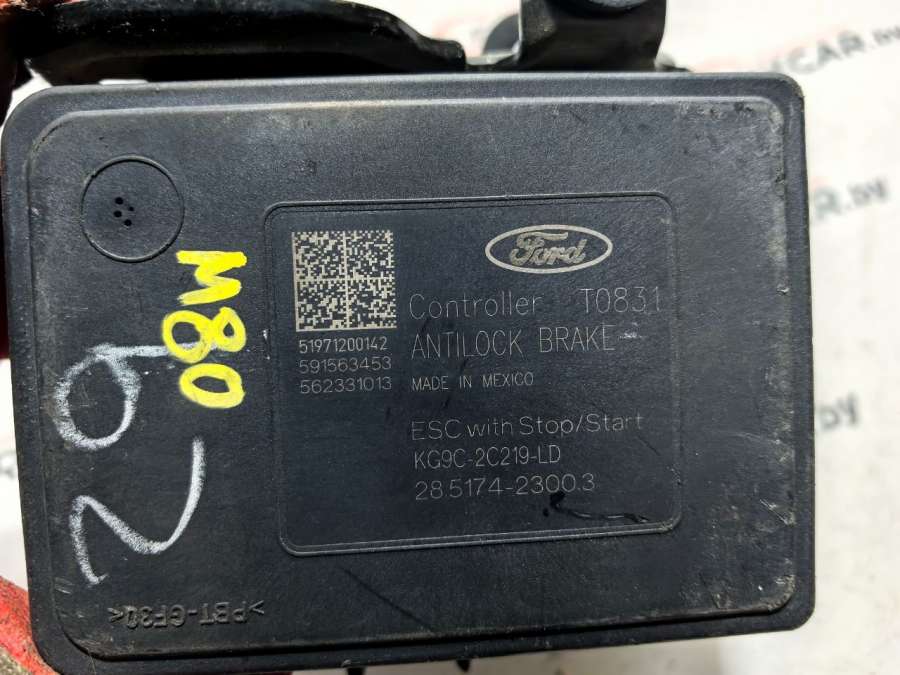 Ford
Controller T0831
ANTILOCK BRAKE
MADE IN MEXICO
ESC with Stop/Start
KG9C-2C219-LD
28.5174-2300.3
51971200142
591563453
562331013
M80
29
>PBT-GF30<